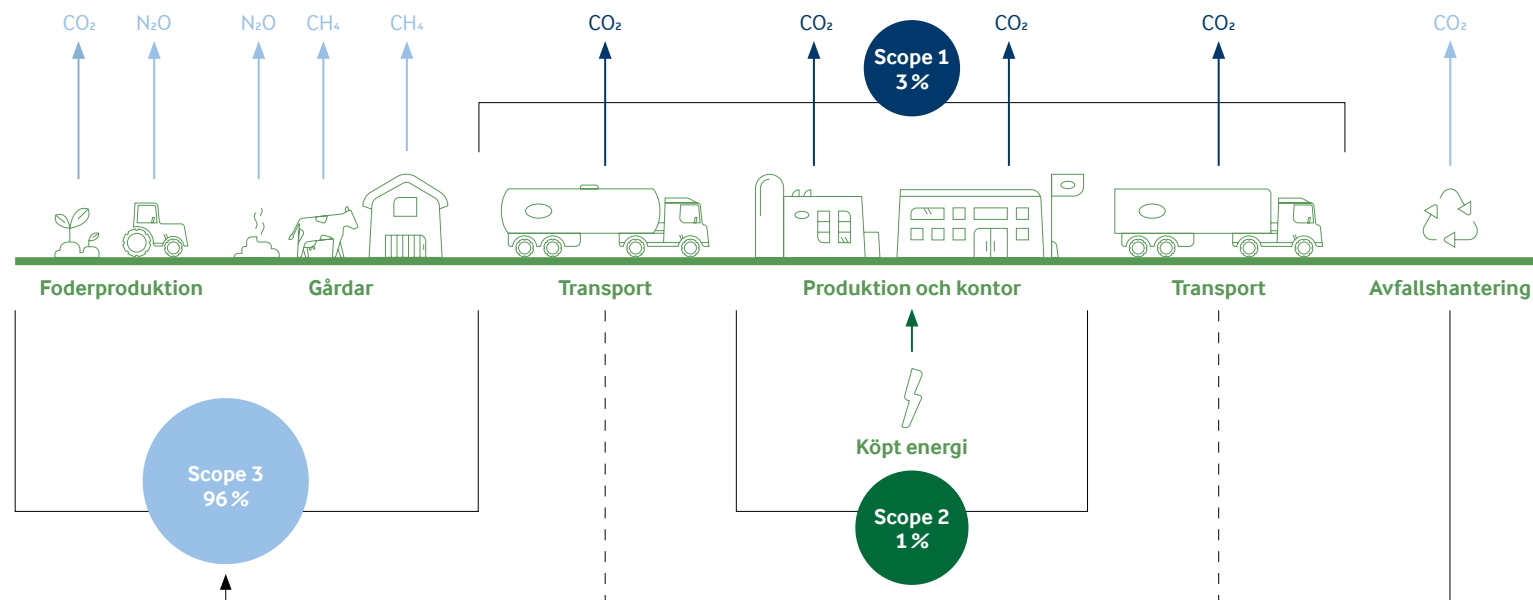 CO₂
N₂O
N₂O
CH₄
CH₄
CO₂
CO₂
CO₂
CO₂
CO₂
Scope 1
3 %
Foderproduktion
Gårdar
Transport
Produktion och kontor
Transport
Avfallshantering
Köpt energi
Scope 3
96 %
Scope 2
1 %